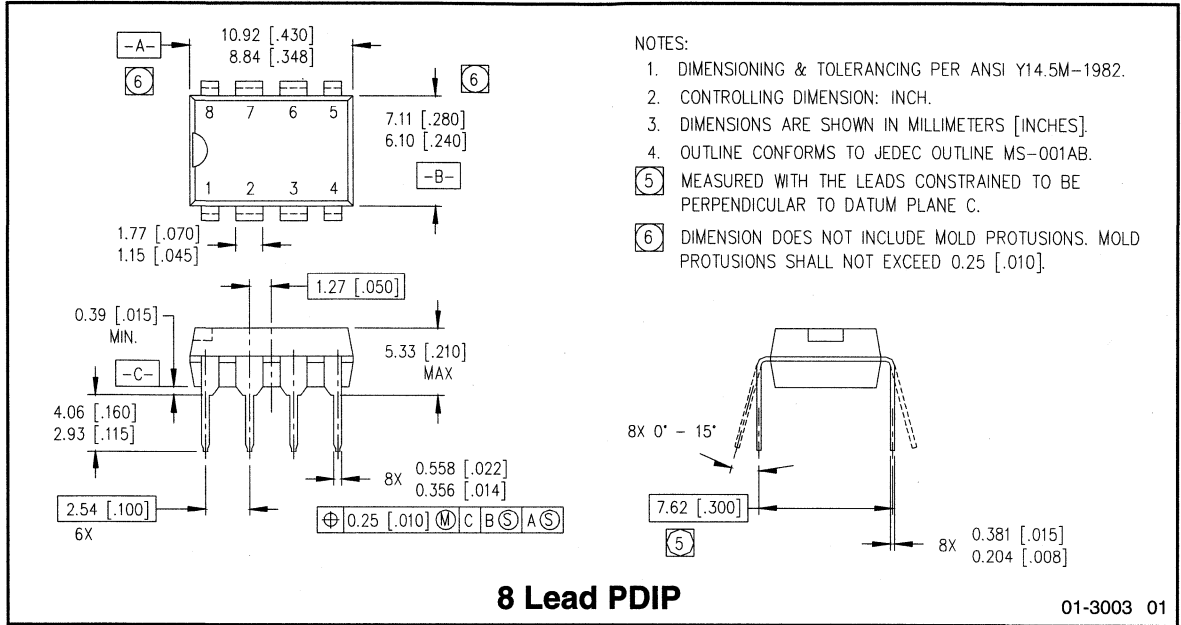 -A-
10.92 [.430]
8.84 [.348]
6
6
8 7 6 5
1 2 3 4
7.11 [.280]
6.10 [.240]
-B-
1.77 [.070]
1.15 [.045]
1.27 [.050]
0.39 [.015]
MIN.
-C-
5.33 [.210]
MAX
4.06 [.160]
2.93 [.115]
2.54 [.100]
6X
8X 0.558 [.022]
0.356 [.014]
⌖ 0.25 [.010] Ⓜ C B Ⓢ A Ⓢ
NOTES:
1. DIMENSIONING & TOLERANCING PER ANSI Y14.5M-1982.
2. CONTROLLING DIMENSION: INCH.
3. DIMENSIONS ARE SHOWN IN MILLIMETERS [INCHES].
4. OUTLINE CONFORMS TO JEDEC OUTLINE MS-001AB.
5 MEASURED WITH THE LEADS CONSTRAINED TO BE
PERPENDICULAR TO DATUM PLANE C.
6 DIMENSION DOES NOT INCLUDE MOLD PROTUSIONS. MOLD
PROTUSIONS SHALL NOT EXCEED 0.25 [.010].
8X 0° - 15°
7.62 [.300]
5
8X 0.381 [.015]
0.204 [.008]
8 Lead PDIP
01-3003 01